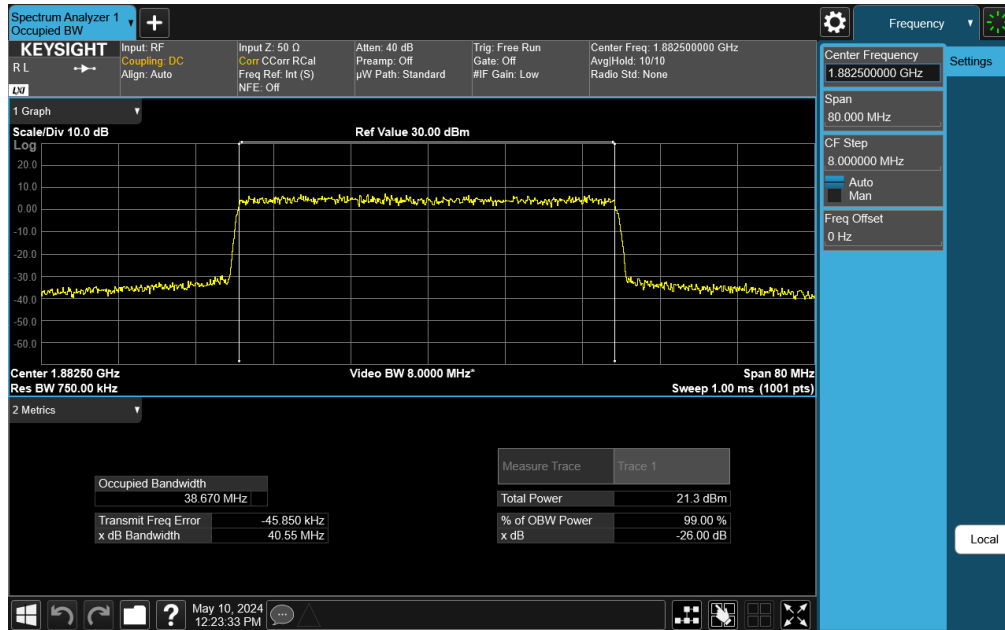 Spectrum Analyzer 1
Occupied BW
Frequency
KEYSIGHT
R L
LXI
Input: RF
Coupling: DC
Align: Auto
Input Z: 50 Ω
Corr CCorr RCal
Freq Ref: Int (S)
NFE: Off
Atten: 40 dB
Preamp: Off
µW Path: Standard
Trig: Free Run
Gate: Off
#IF Gain: Low
Center Freq: 1.882500000 GHz
Avg|Hold: 10/10
Radio Std: None
Center Frequency
1.882500000 GHz
Settings
Span
80.000 MHz
CF Step
8.000000 MHz
Auto
Man
Freq Offset
0 Hz
1 Graph
Scale/Div 10.0 dB
Ref Value 30.00 dBm
Log
20.0
10.0
0.00
-10.0
-20.0
-30.0
-40.0
-50.0
-60.0
Center 1.88250 GHz
Video BW 8.0000 MHz*
Span 80 MHz
Res BW 750.00 kHz
Sweep 1.00 ms (1001 pts)
2 Metrics
Measure Trace
Trace 1
Occupied Bandwidth
38.670 MHz
Total Power
21.3 dBm
Transmit Freq Error
-45.850 kHz
% of OBW Power
99.00 %
x dB Bandwidth
40.55 MHz
x dB
-26.00 dB
Local
?
May 10, 2024
12:23:33 PM